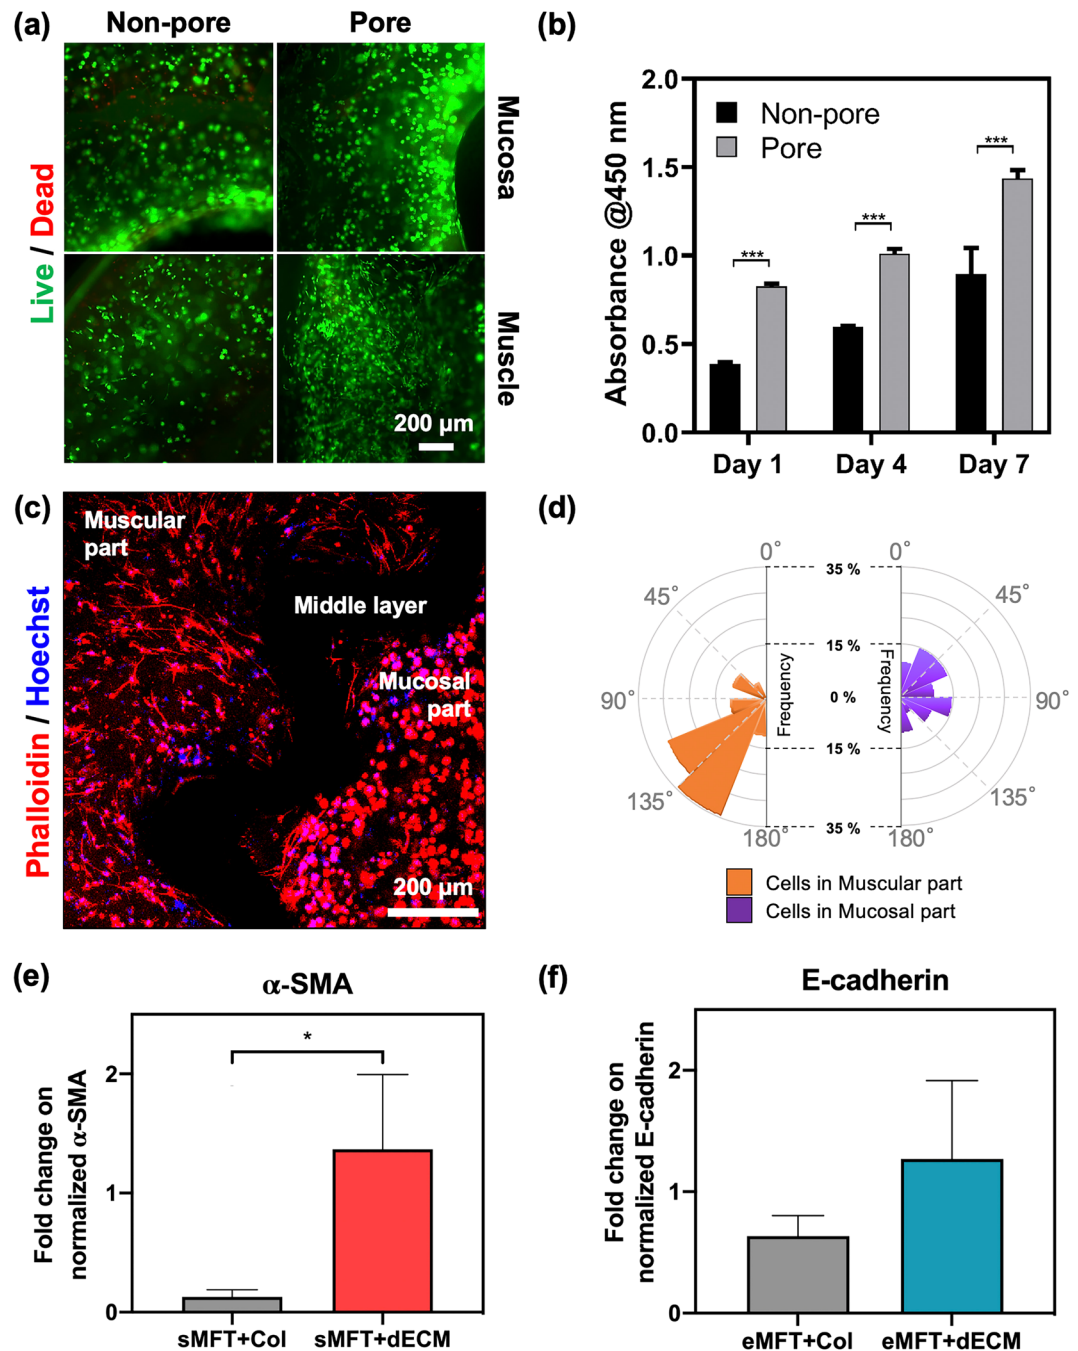 (a)
Non-pore
Pore
Live / Dead
Mucosa
Muscle
200 μm
(b)
Absorbance @450 nm
2.0
1.5
1.0
0.5
0.0
Non-pore
Pore
***
***
***
Day 1
Day 4
Day 7
(c)
Phalloidin / Hoechst
Muscular
part
Middle layer
Mucosal
part
200 μm
(d)
0°
0°
35 %
45°
45°
15 %
Frequency
Frequency
90°
0 %
90°
15 %
135°
135°
35 %
180°
180°
Cells in Muscular part
Cells in Mucosal part
(e)
α-SMA
Fold change on
normalized α-SMA
2
1
0
*
sMFT+Col
sMFT+dECM
(f)
E-cadherin
Fold change on
normalized E-cadherin
2
1
0
eMFT+Col
eMFT+dECM